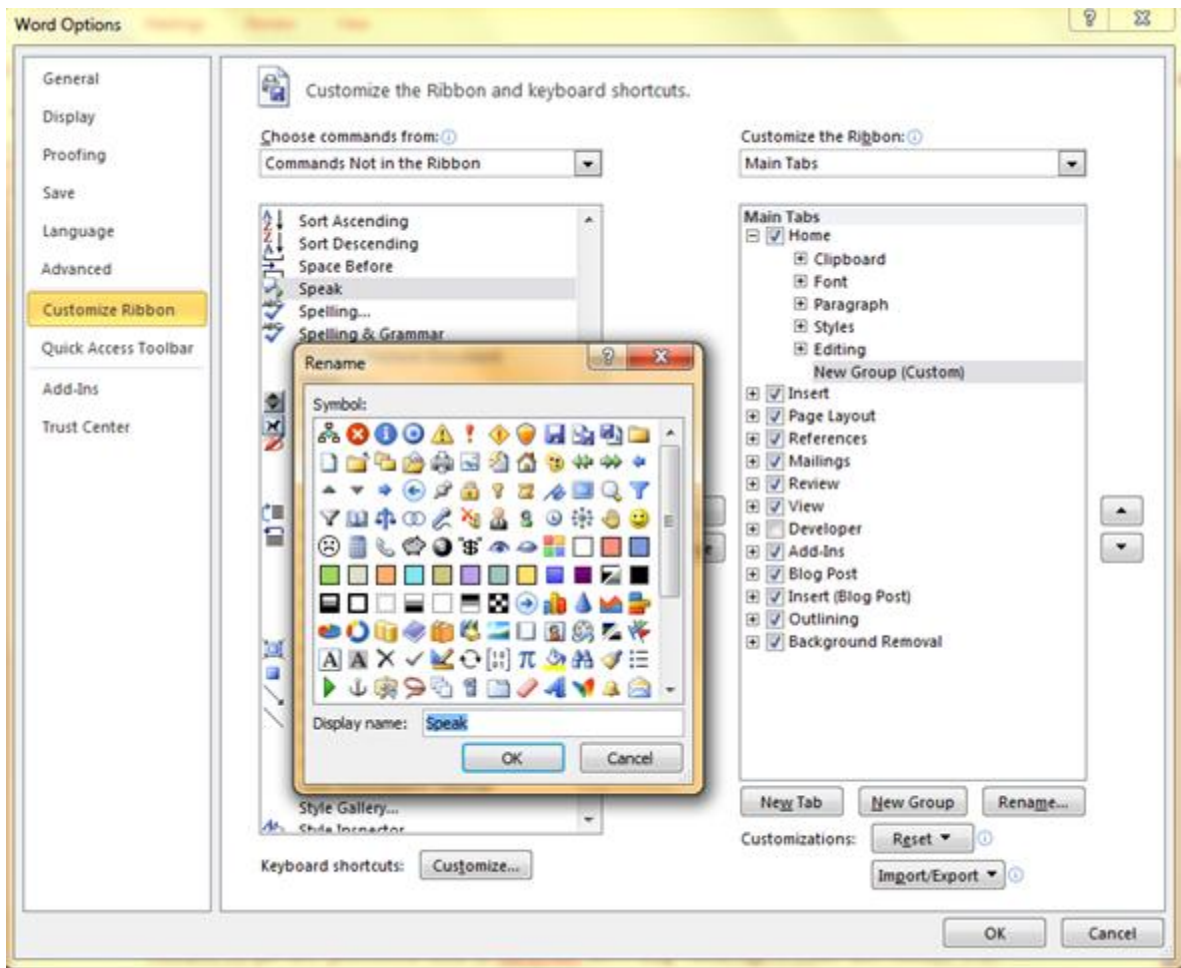 Word Options
General
Display
Proofing
Save
Language
Advanced
Customize Ribbon
Quick Access Toolbar
Add-Ins
Trust Center
Customize the Ribbon and keyboard shortcuts.
Choose commands from:
Commands Not in the Ribbon
Sort Ascending
Sort Descending
Space Before
Speak
Spelling...
Spelling & Grammar
Style Gallery...
Style Inspector
Keyboard shortcuts: Customize...
Rename
Symbol:
Display name: Speak
OK Cancel
Customize the Ribbon:
Main Tabs
Main Tabs
Home
Clipboard
Font
Paragraph
Styles
Editing
New Group (Custom)
Insert
Page Layout
References
Mailings
Review
View
Developer
Add-Ins
Blog Post
Insert (Blog Post)
Outlining
Background Removal
New Tab New Group Rename...
Customizations: Reset
Import/Export
OK Cancel